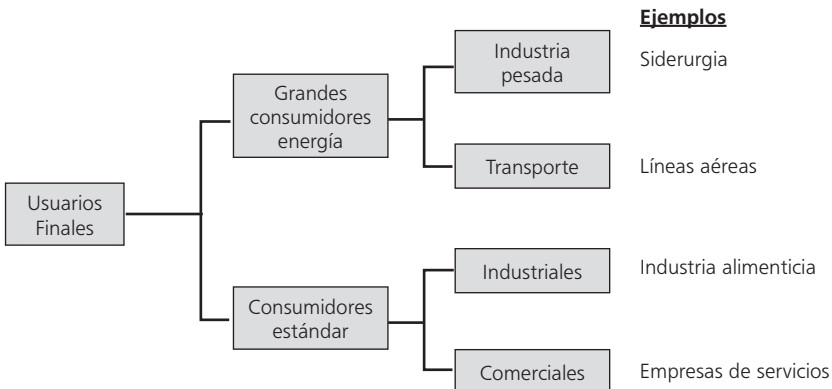 Ejemplos
Industria
pesada
Siderurgia
Grandes
consumidores
energía
Transporte
Líneas aéreas
Usuarios
Finales
Industriales
Industria alimenticia
Consumidores
estándar
Comerciales
Empresas de servicios